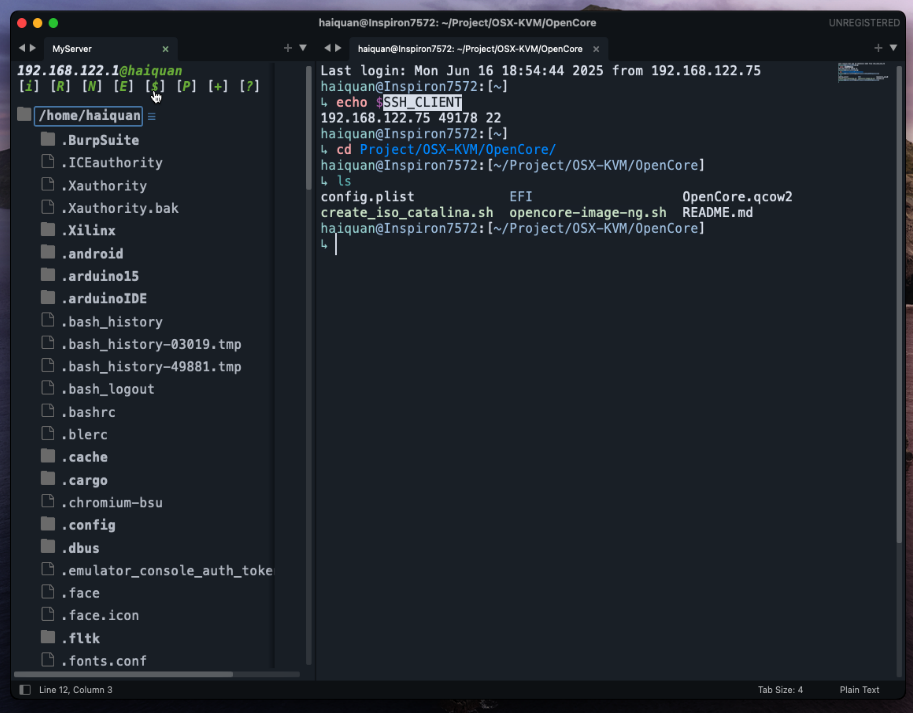 haiquan@Inspiron7572: ~/Project/OSX-KVM/OpenCore
UNREGISTERED
MyServer
haiquan@Inspiron7572: ~/Project/OSX-KVM/OpenCore
192.168.122.1@haiquan
[i] [R] [N] [E] [$] [P] [+] [?]
/home/haiquan
.BurpSuite
.ICEauthority
.Xauthority
.Xauthority.bak
.Xilinx
.android
.arduino15
.arduinoIDE
.bash_history
.bash_history-03019.tmp
.bash_history-49881.tmp
.bash_logout
.bashrc
.blerc
.cache
.cargo
.chromium-bsu
.config
.dbus
.emulator_console_auth_toke
.face
.face.icon
.fltk
.fonts.conf
Last login: Mon Jun 16 18:54:44 2025 from 192.168.122.75
haiquan@Inspiron7572:[~]
↳ echo $SSH_CLIENT
192.168.122.75 49178 22
haiquan@Inspiron7572:[~]
↳ cd Project/OSX-KVM/OpenCore/
haiquan@Inspiron7572:[~/Project/OSX-KVM/OpenCore]
↳ ls
config.plist EFI OpenCore.qcow2
create_iso_catalina.sh opencore-image-ng.sh README.md
haiquan@Inspiron7572:[~/Project/OSX-KVM/OpenCore]
↳
Line 12, Column 3
Tab Size: 4
Plain Text